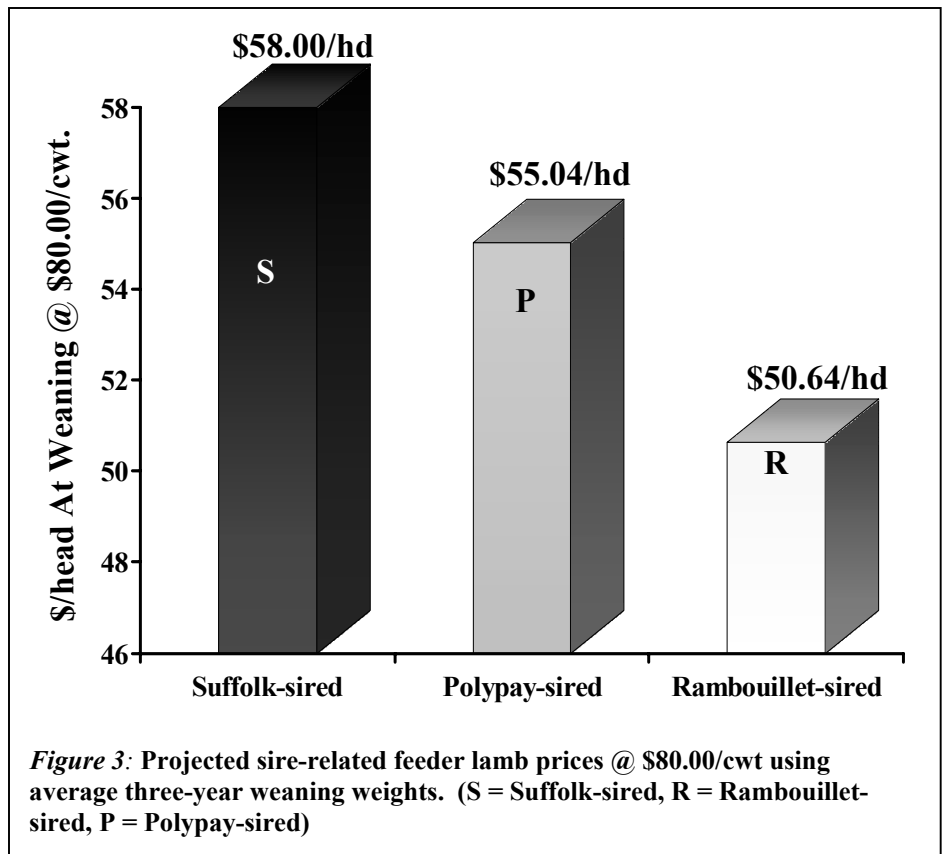 $58.00/hd
$/head At Weaning @ $80.00/cwt.
58
56
54
52
50
48
46
S
$55.04/hd
P
$50.64/hd
R
Suffolk-sired Polypay-sired Rambouillet-sired
Figure 3: Projected sire-related feeder lamb prices @ $80.00/cwt using
average three-year weaning weights. (S = Suffolk-sired, R = Rambouillet-
sired, P = Polypay-sired)